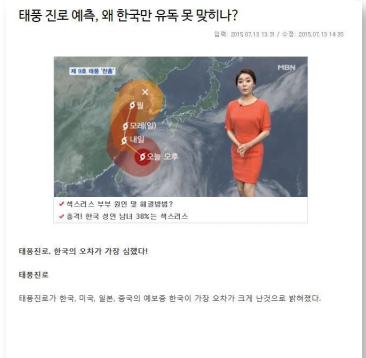 태풍 진로 예측, 왜 한국만 유독 못 맞히나?
입력: 2015.07.13 13:31 / 수정: 2015.07.13 14:35
제 9호 태풍 '찬홈'
MBN
월
모레(일)
내일
오늘 오후
✔ 섹스리스 부부 원인 및 해결방법?
✔ 충격! 한국 성인 남녀 38%는 섹스리스
태풍진로, 한국의 오차가 가장 심했다!
태풍진로
태풍진로가 한국, 미국, 일본, 중국의 예보중 한국이 가장 오차가 크게 난것으로 밝혀졌다.